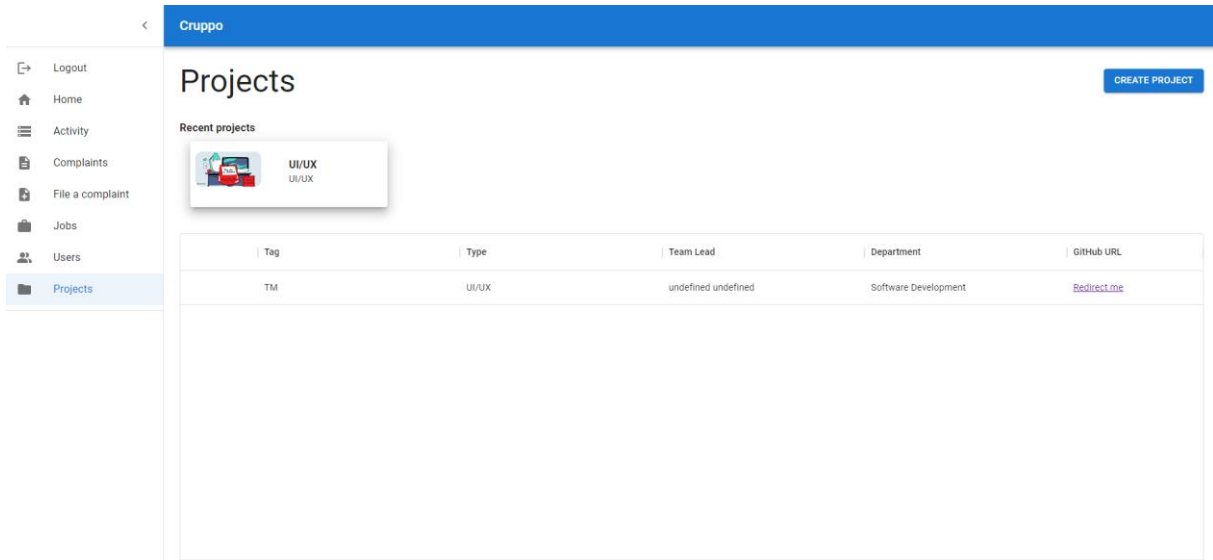 Cruppo
Logout
Home
Activity
Complaints
File a complaint
Jobs
Users
Projects
Projects
CREATE PROJECT
Recent projects
UI/UX
UI/UX
Tag Type Team Lead Department GitHub URL
TM UI/UX undefined undefined Software Development Redirect me